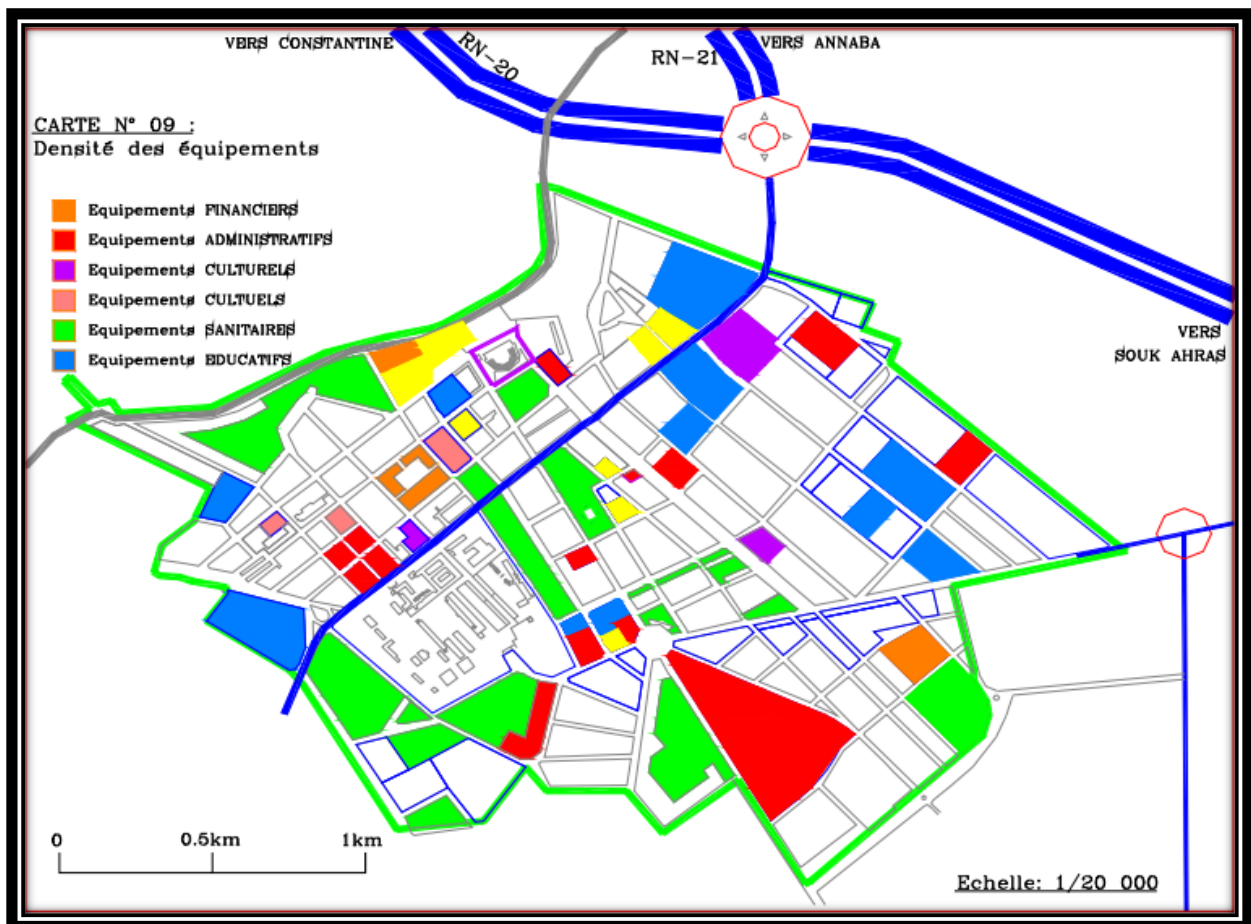 VERS CONSTANTINE
RN-20
RN-21
VERS ANNABA
CARTE N° 09 :
Densité des équipements
Equipements FINANCIERS
Equipements ADMINISTRATIFS
Equipements CULTURELS
Equipements CULTUELS
Equipements SANITAIRES
Equipements EDUCATIFS
VERS
SOUK AHRAS
0 0.5km 1km
Echelle: 1/20 000